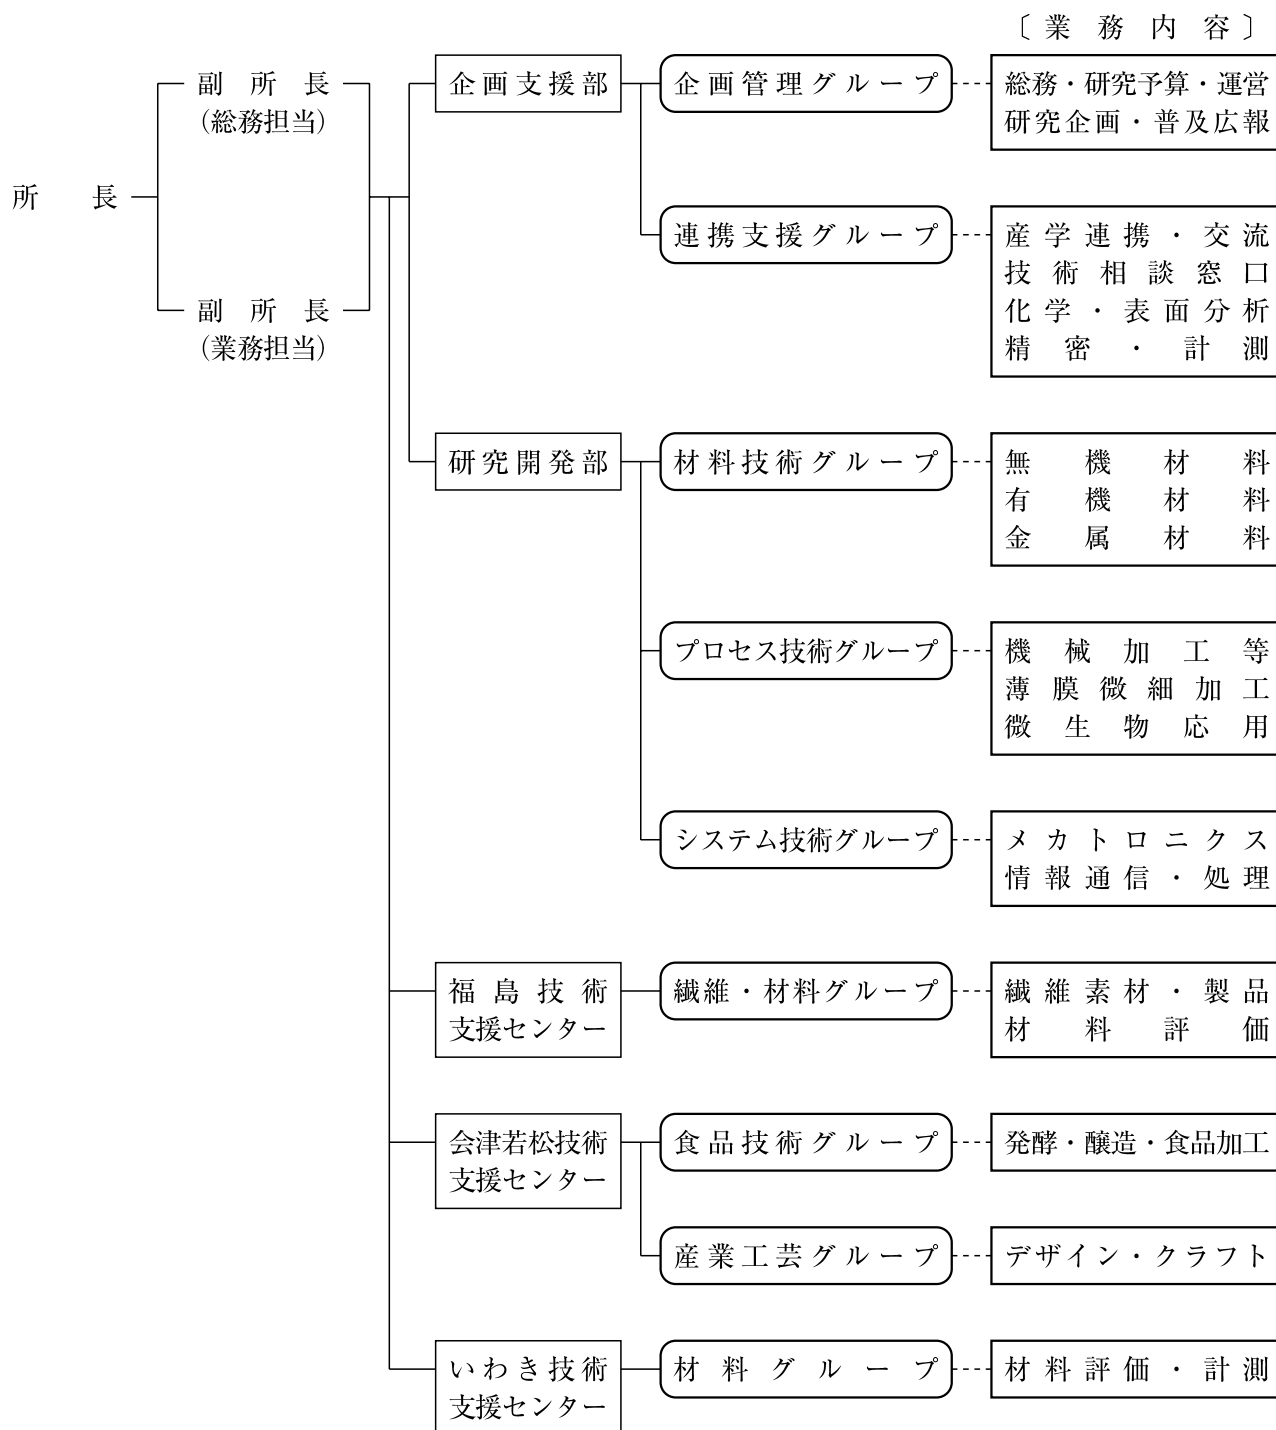 〔業務内容〕
所長
副所長
（総務担当）
副所長
（業務担当）
企画支援部
企画管理グループ
総務・研究予算・運営
研究企画・普及広報
連携支援グループ
産学連携・交流
技術相談窓口
化学・表面分析
精密・計測
研究開発部
材料技術グループ
無機材料
有機材料
金属材料
プロセス技術グループ
機械加工等
薄膜微細加工
微生物応用
システム技術グループ
メカトロニクス
情報通信・処理
福島技術
支援センター
繊維・材料グループ
繊維素材・製品
材料評価
会津若松技術
支援センター
食品技術グループ
発酵・醸造・食品加工
産業工芸グループ
デザイン・クラフト
いわき技術
支援センター
材料グループ
材料評価・計測